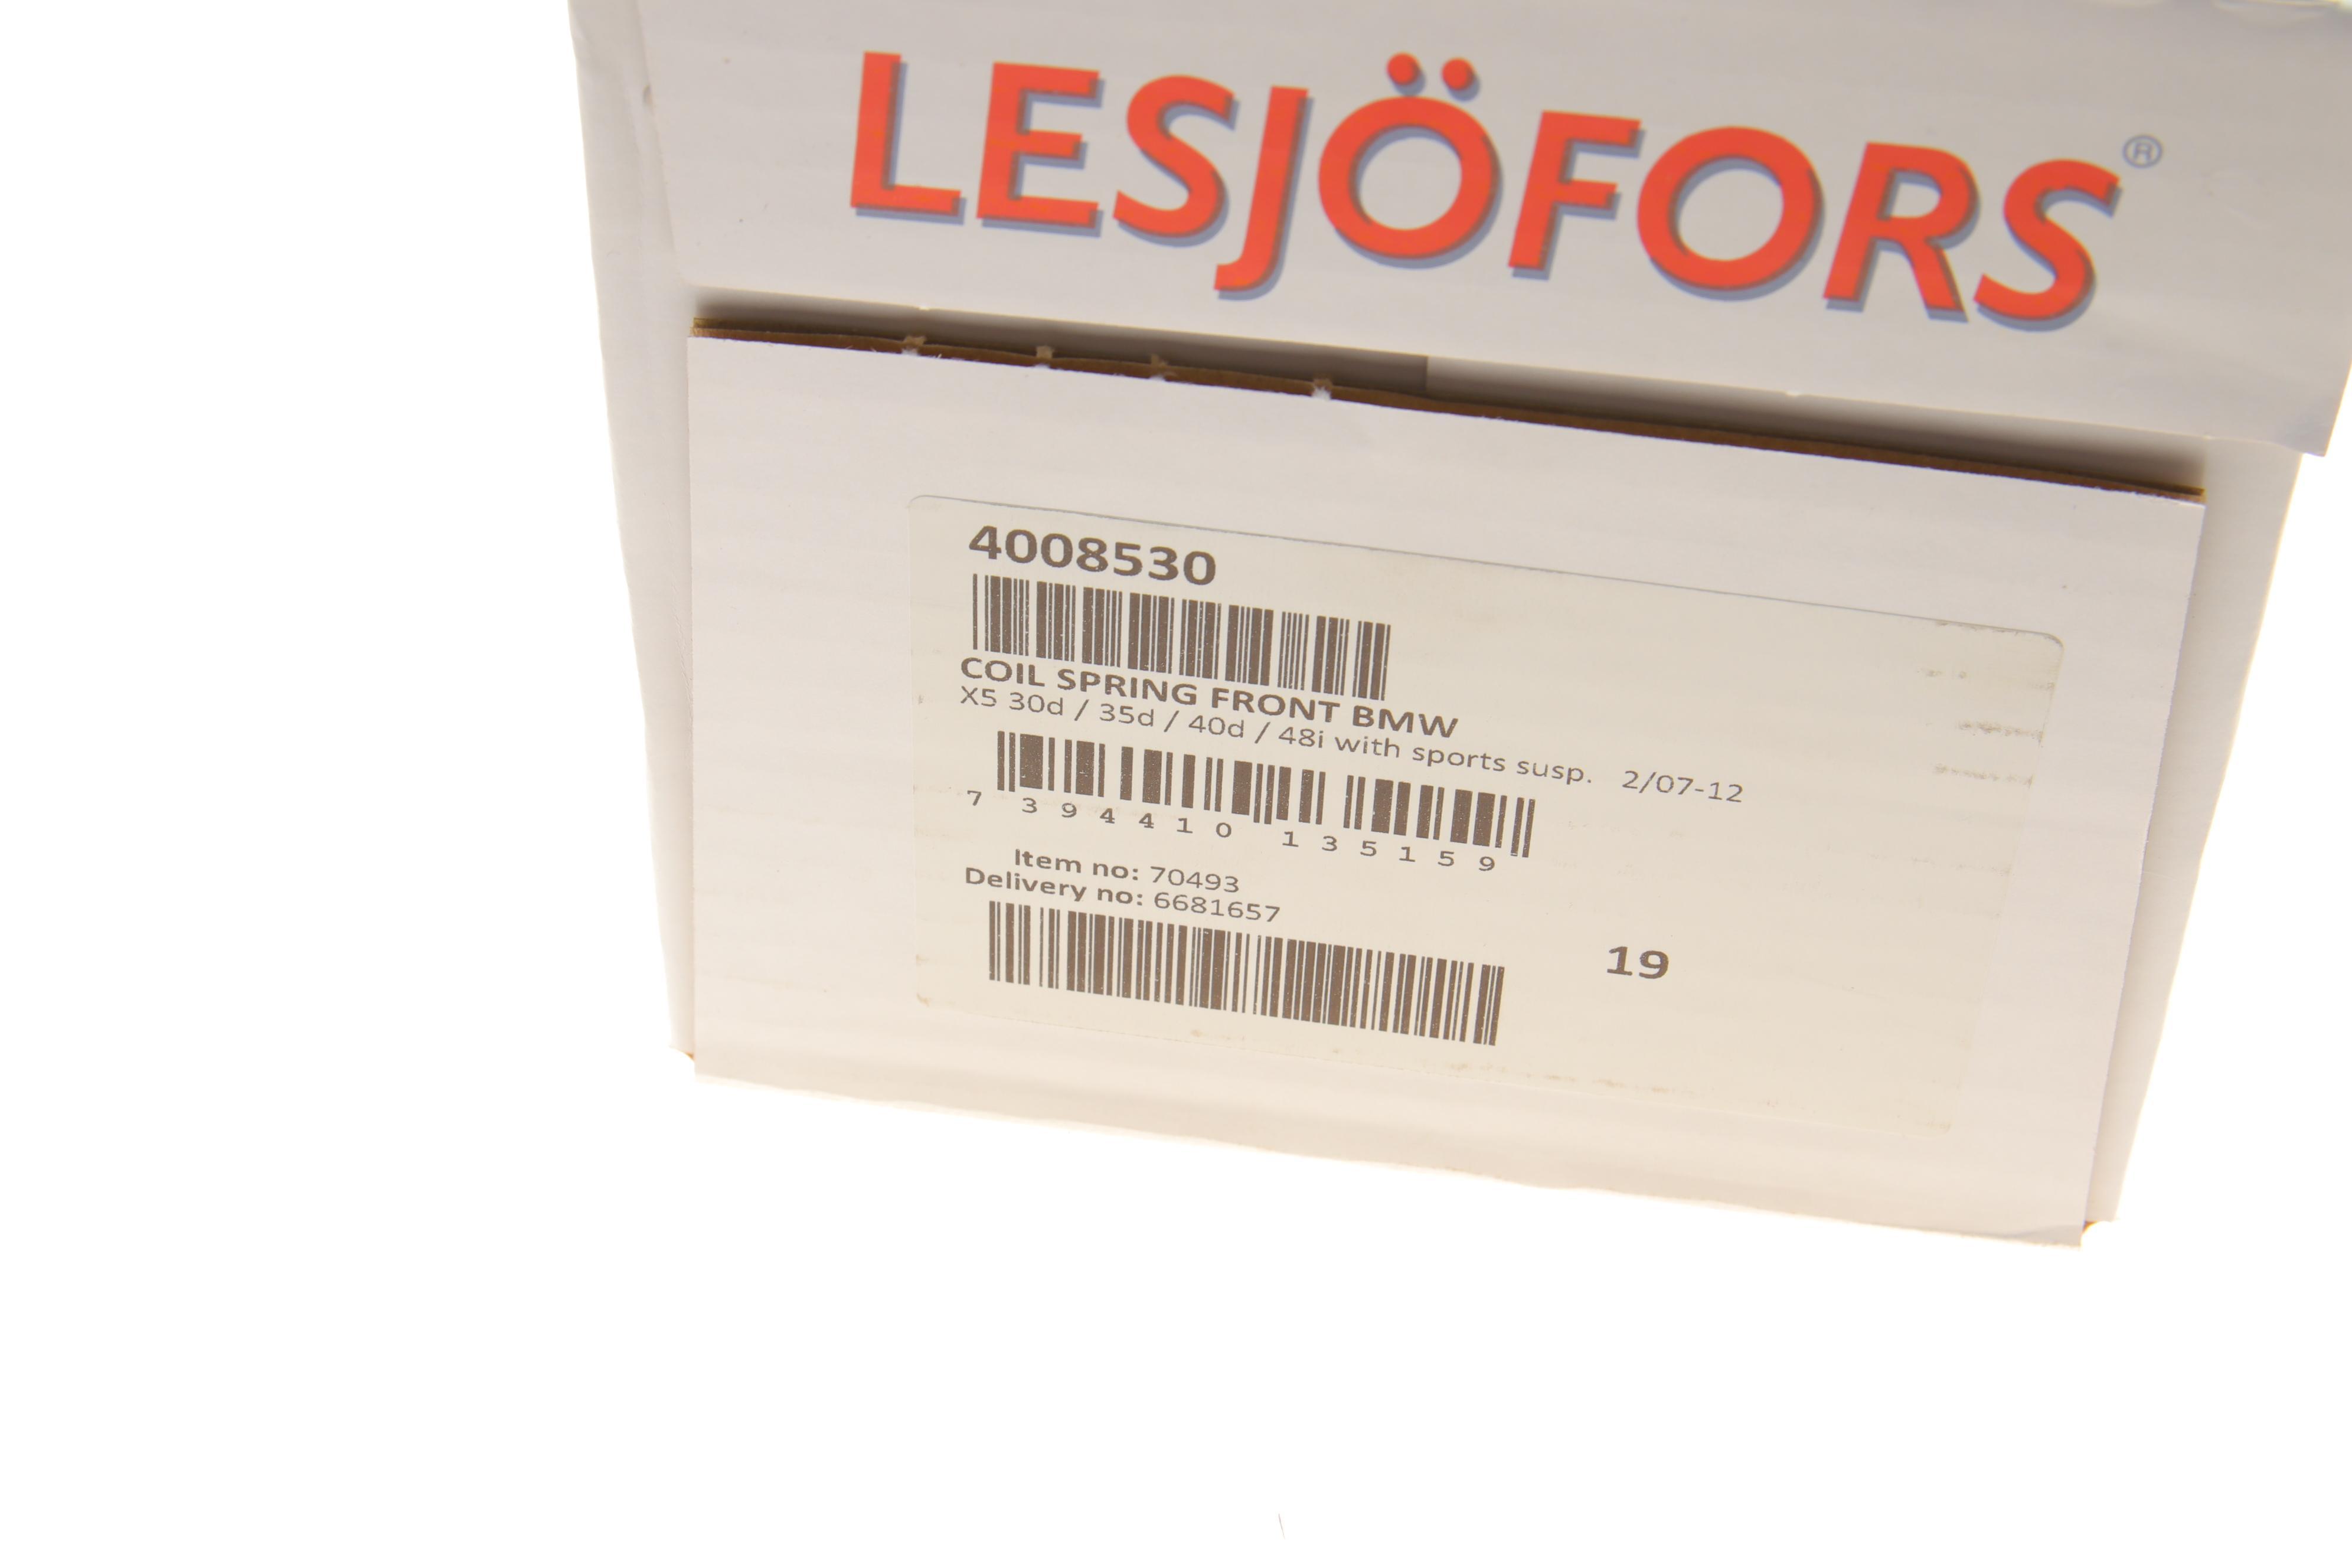 LESJÖFORS®
4008530
COIL SPRING FRONT BMW
X5 30d / 35d / 40d / 48i with sports susp. 2/07-12
7 394410 135159
Item no: 70493
Delivery no: 6681657
19